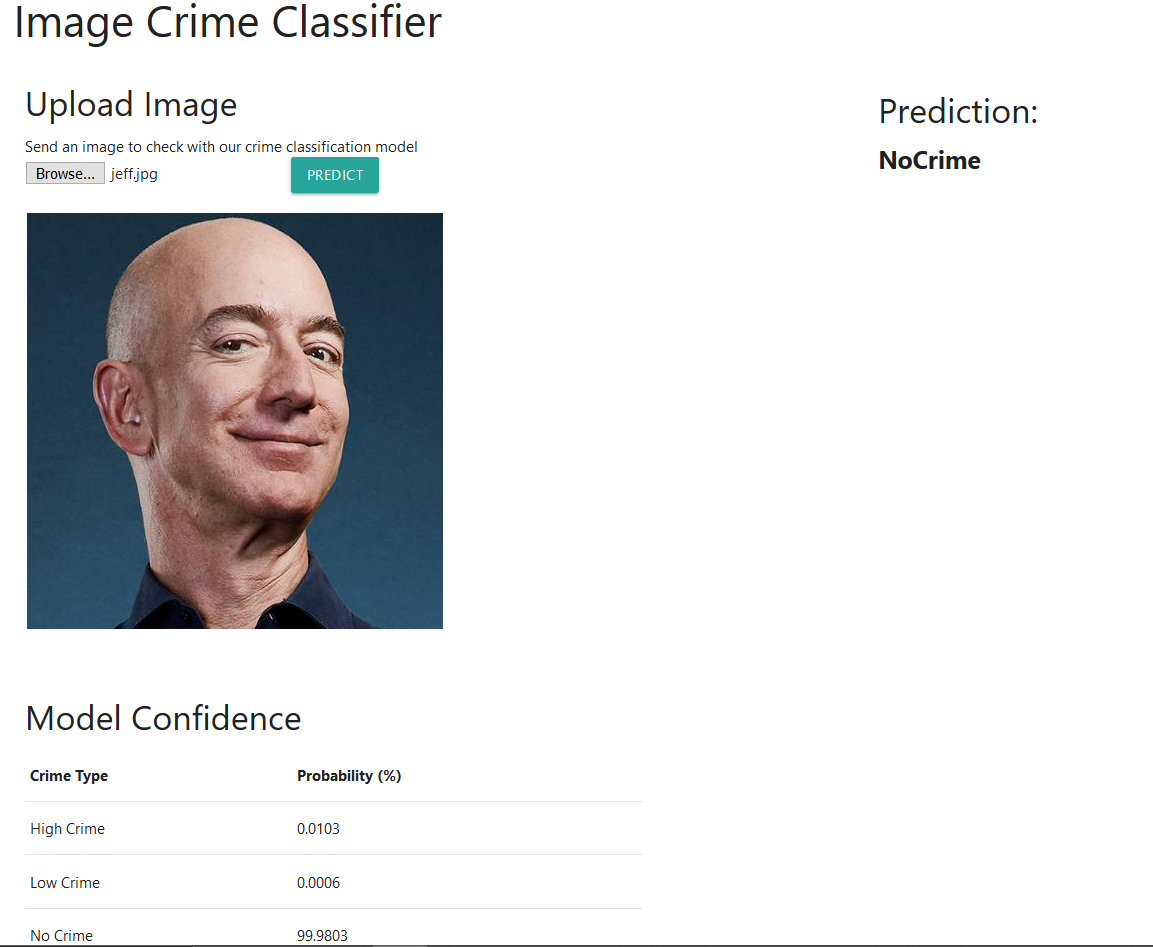 Image Crime Classifier
Upload Image
Send an image to check with our crime classification model
Browse... jeff.jpg PREDICT
Prediction:
NoCrime
Model Confidence
Crime Type Probability (%)
High Crime 0.0103
Low Crime 0.0006
No Crime 99.9803